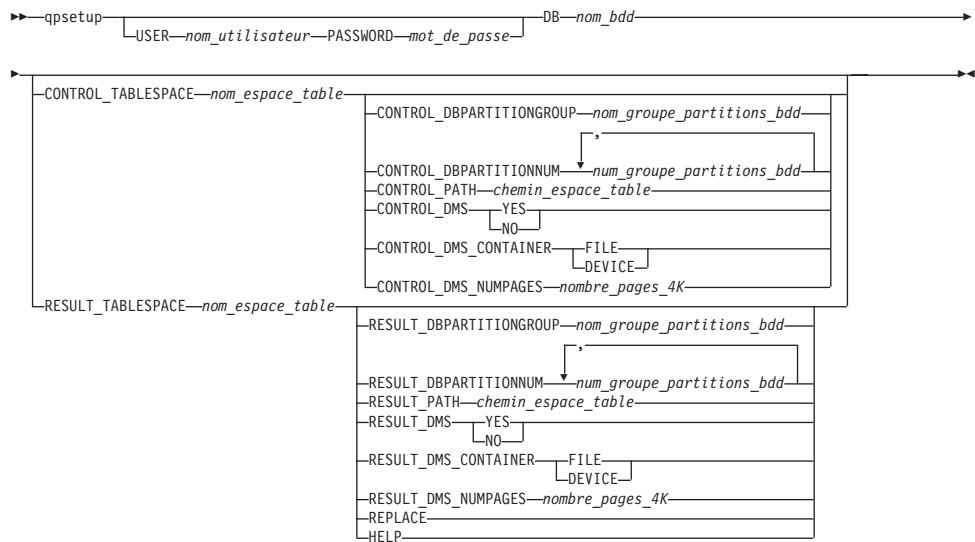 qpsetup DB nom_bdd
USER nom_utilisateur PASSWORD mot_de_passe
CONTROL_TABLESPACE nom_espace_table
CONTROL_DBPARTITIONGROUP nom_groupe_partitions_bdd
,
CONTROL_DBPARTITIONNUM num_groupe_partitions_bdd
CONTROL_PATH chemin_espace_table
CONTROL_DMS YES
NO
CONTROL_DMS_CONTAINER FILE
DEVICE
CONTROL_DMS_NUMPAGES nombre_pages_4K
RESULT_TABLESPACE nom_espace_table
RESULT_DBPARTITIONGROUP nom_groupe_partitions_bdd
,
RESULT_DBPARTITIONNUM num_groupe_partitions_bdd
RESULT_PATH chemin_espace_table
RESULT_DMS YES
NO
RESULT_DMS_CONTAINER FILE
DEVICE
RESULT_DMS_NUMPAGES nombre_pages_4K
REPLACE
HELP